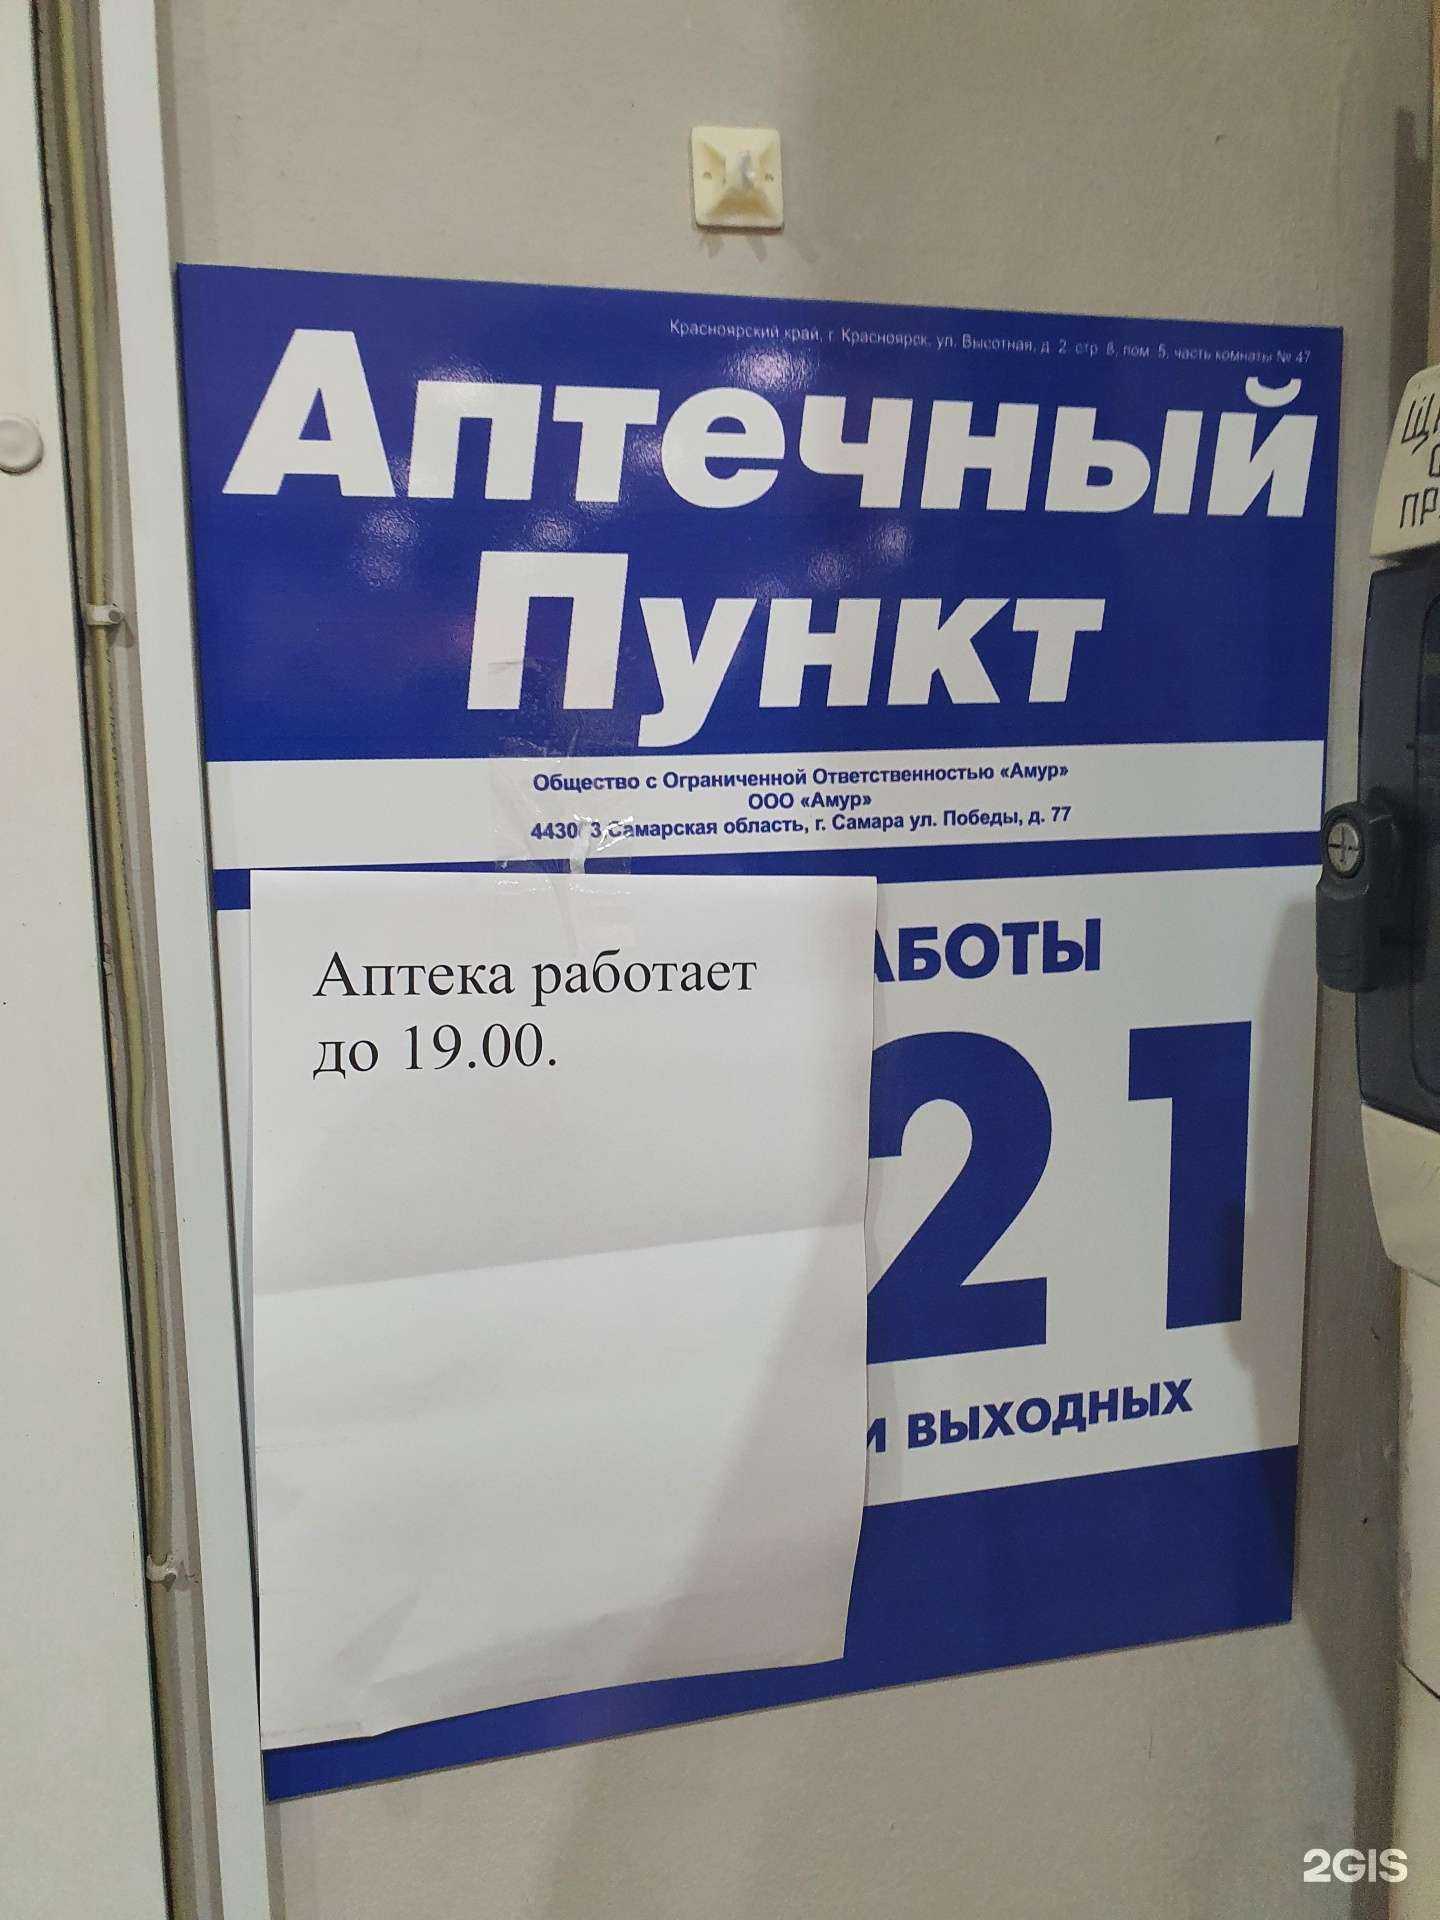 Красноярский край, г. Красноярск, ул. Высотная, д. 2, стр. 8, пом. 5, часть комнаты № 47
Аптечный
Пункт
Общество с Ограниченной Ответственностью «Амур»
ООО «Амур»
Самарская область, г. Самара ул. Победы, д. 77
Аптека работает
до 19.00.
АБОТЫ
21
И ВЫХОДНЫХ
2GIS